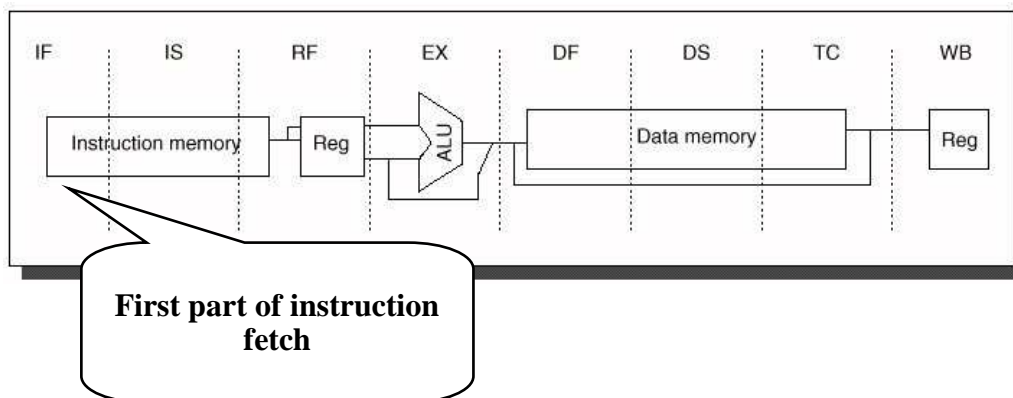 IF IS RF EX DF DS TC WB
Instruction memory Reg ALU Data memory Reg
First part of instruction
fetch